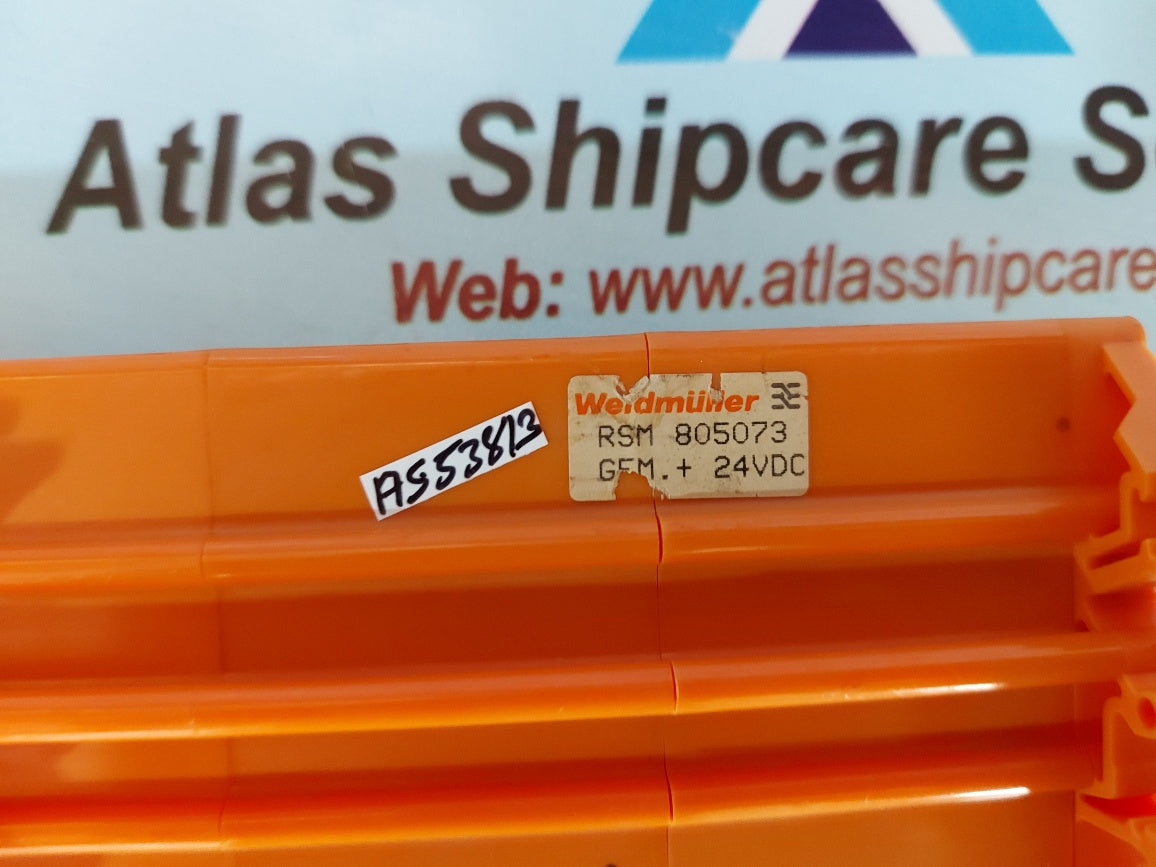 Atlas Shipcare S
Web: www.atlasshipcare
Weidmüller
RSM 805073
GEM.+ 24VDC
AS53813